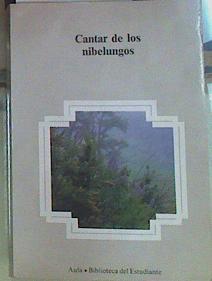 Cantar de los
nibelungos
Aula • Biblioteca del Estudiante